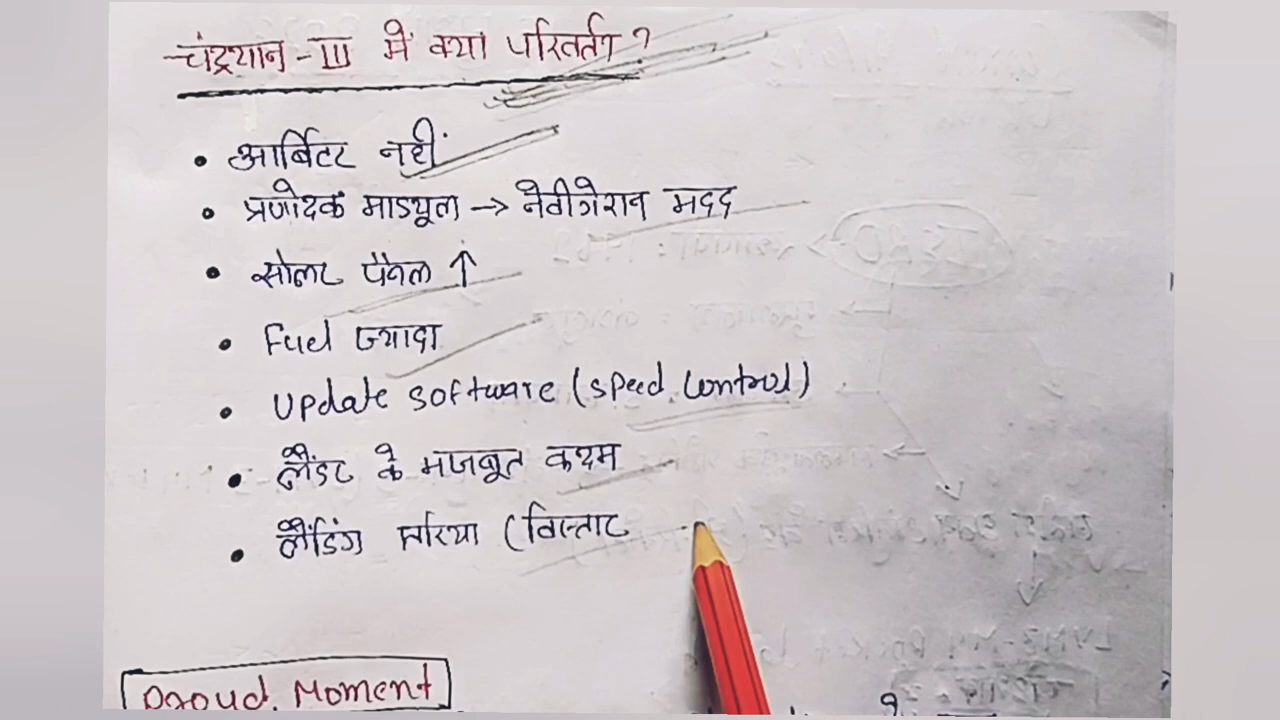 चंद्रयान-III में क्या परिवर्तन?
• आर्बिटर नहीं
• प्रणोदक माड्यूल → नेवीगेशन मदद
• सोलर पैनल ↑
• Fuel ज्यादा
• Update software (speed control)
• लैंडर के मजबूत कदम
• लैंडिंग एरिया (विस्तार
Proud Moment